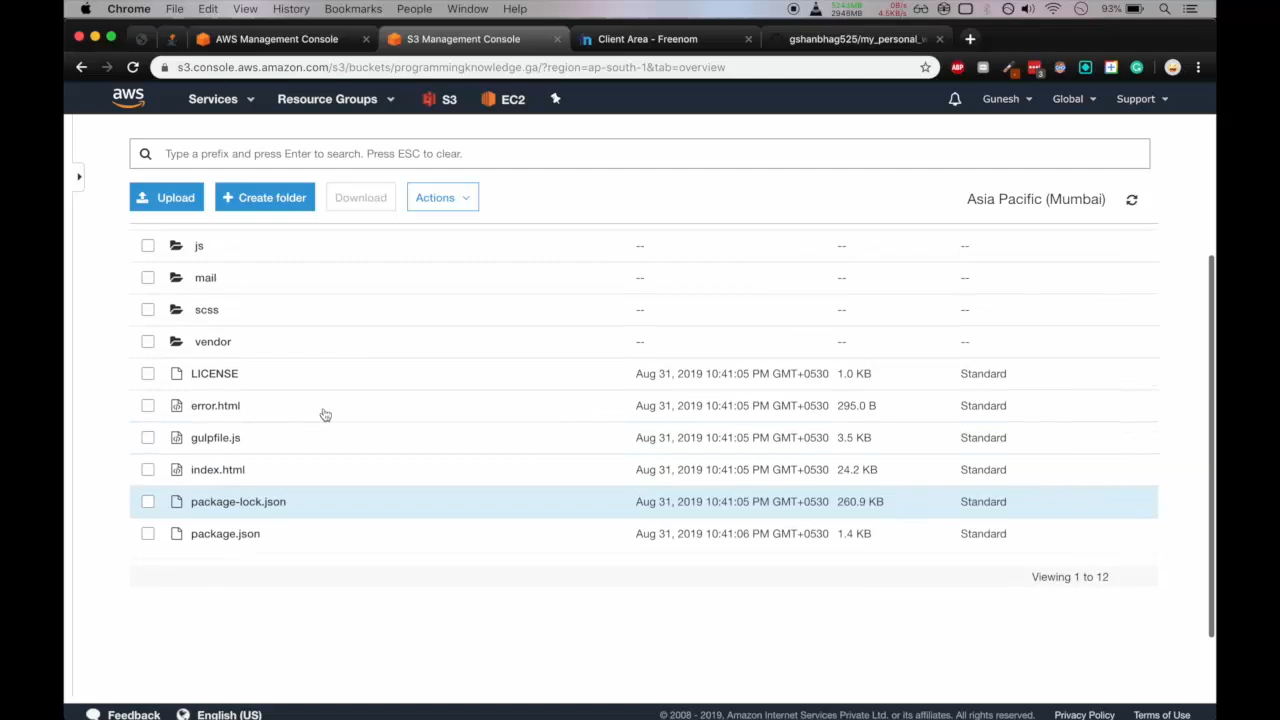 Chrome File Edit View History Bookmarks People Window Help 5243MB 2948MB 0B/s 4.5KB/s 93%
AWS Management Console S3 Management Console Client Area - Freenom gshanbhag525/my_personal_
s3.console.aws.amazon.com/s3/buckets/programmingknowledge.ga/?region=ap-south-1&tab=overview ABP 3
aws Services Resource Groups S3 EC2 Gunesh Global Support
Type a prefix and press Enter to search. Press ESC to clear.
Upload Create folder Download Actions Asia Pacific (Mumbai)
js -- -- --
mail -- -- --
scss -- -- --
vendor -- -- --
LICENSE Aug 31, 2019 10:41:05 PM GMT+0530 1.0 KB Standard
error.html Aug 31, 2019 10:41:05 PM GMT+0530 295.0 B Standard
gulpfile.js Aug 31, 2019 10:41:05 PM GMT+0530 3.5 KB Standard
index.html Aug 31, 2019 10:41:05 PM GMT+0530 24.2 KB Standard
package-lock.json Aug 31, 2019 10:41:05 PM GMT+0530 260.9 KB Standard
package.json Aug 31, 2019 10:41:06 PM GMT+0530 1.4 KB Standard
Viewing 1 to 12
Feedback English (US) © 2008 - 2019, Amazon Internet Services Private Ltd. or its affiliates. All rights reserved. Privacy Policy Terms of Use